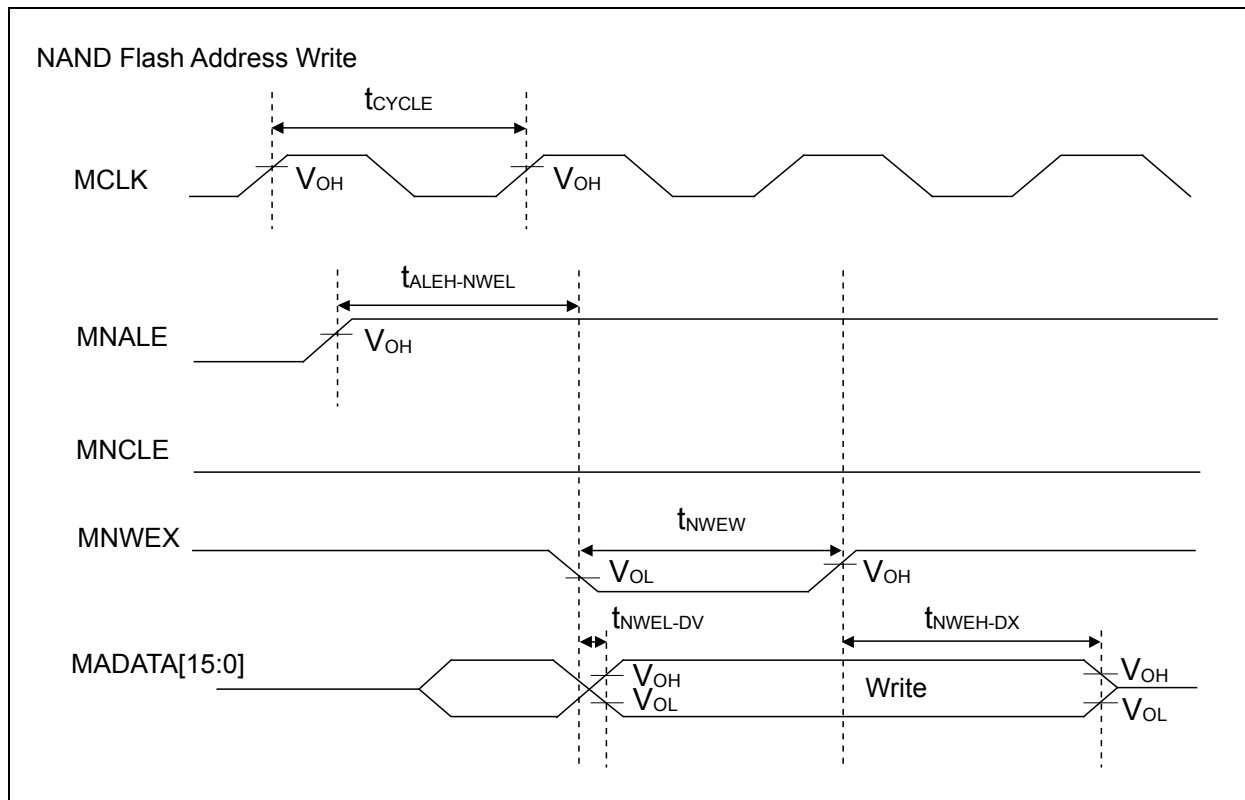 NAND Flash Address Write
tCYCLE
MCLK
VOH
VOH
tALEH-NWEL
MNALE
VOH
MNCLE
tNWEW
MNWEX
VOL
VOH
tNWEL-DV
tNWEH-DX
MADATA[15:0]
VOH
Write
VOH
VOL
VOL